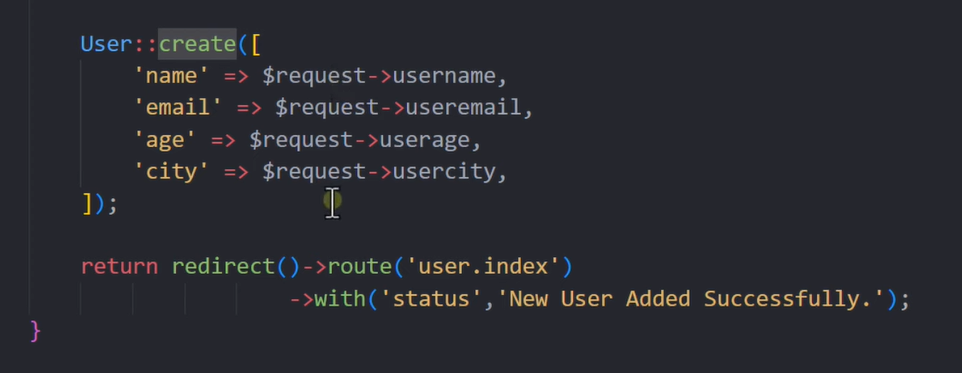 User::create([
'name' => $request->username,
'email' => $request->useremail,
'age' => $request->userage,
'city' => $request->usercity,
]);
return redirect()->route('user.index')
->with('status','New User Added Successfully.');
}